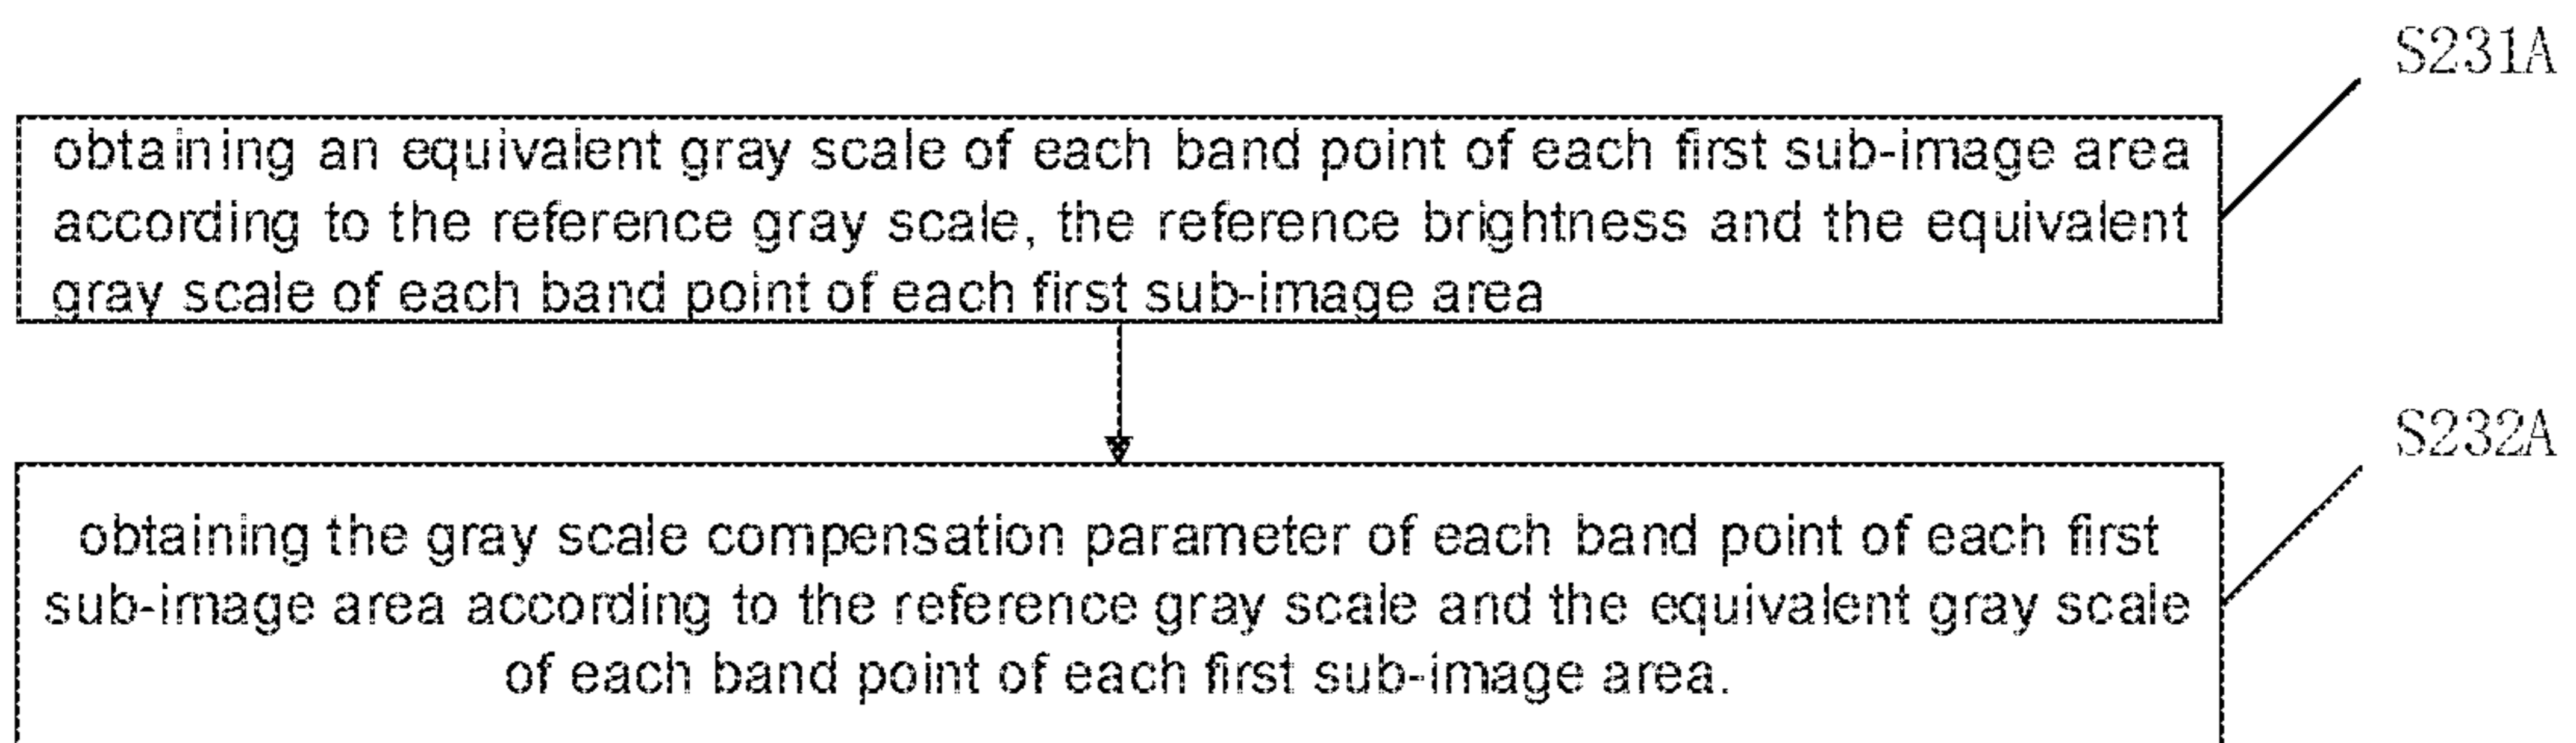 S231A
obtaining an equivalent gray scale of each band point of each first sub-image area
according to the reference gray scale, the reference brightness and the equivalent
gray scale of each band point of each first sub-image area
S232A
obtaining the gray scale compensation parameter of each band point of each first
sub-image area according to the reference gray scale and the equivalent gray scale
of each band point of each first sub-image area.